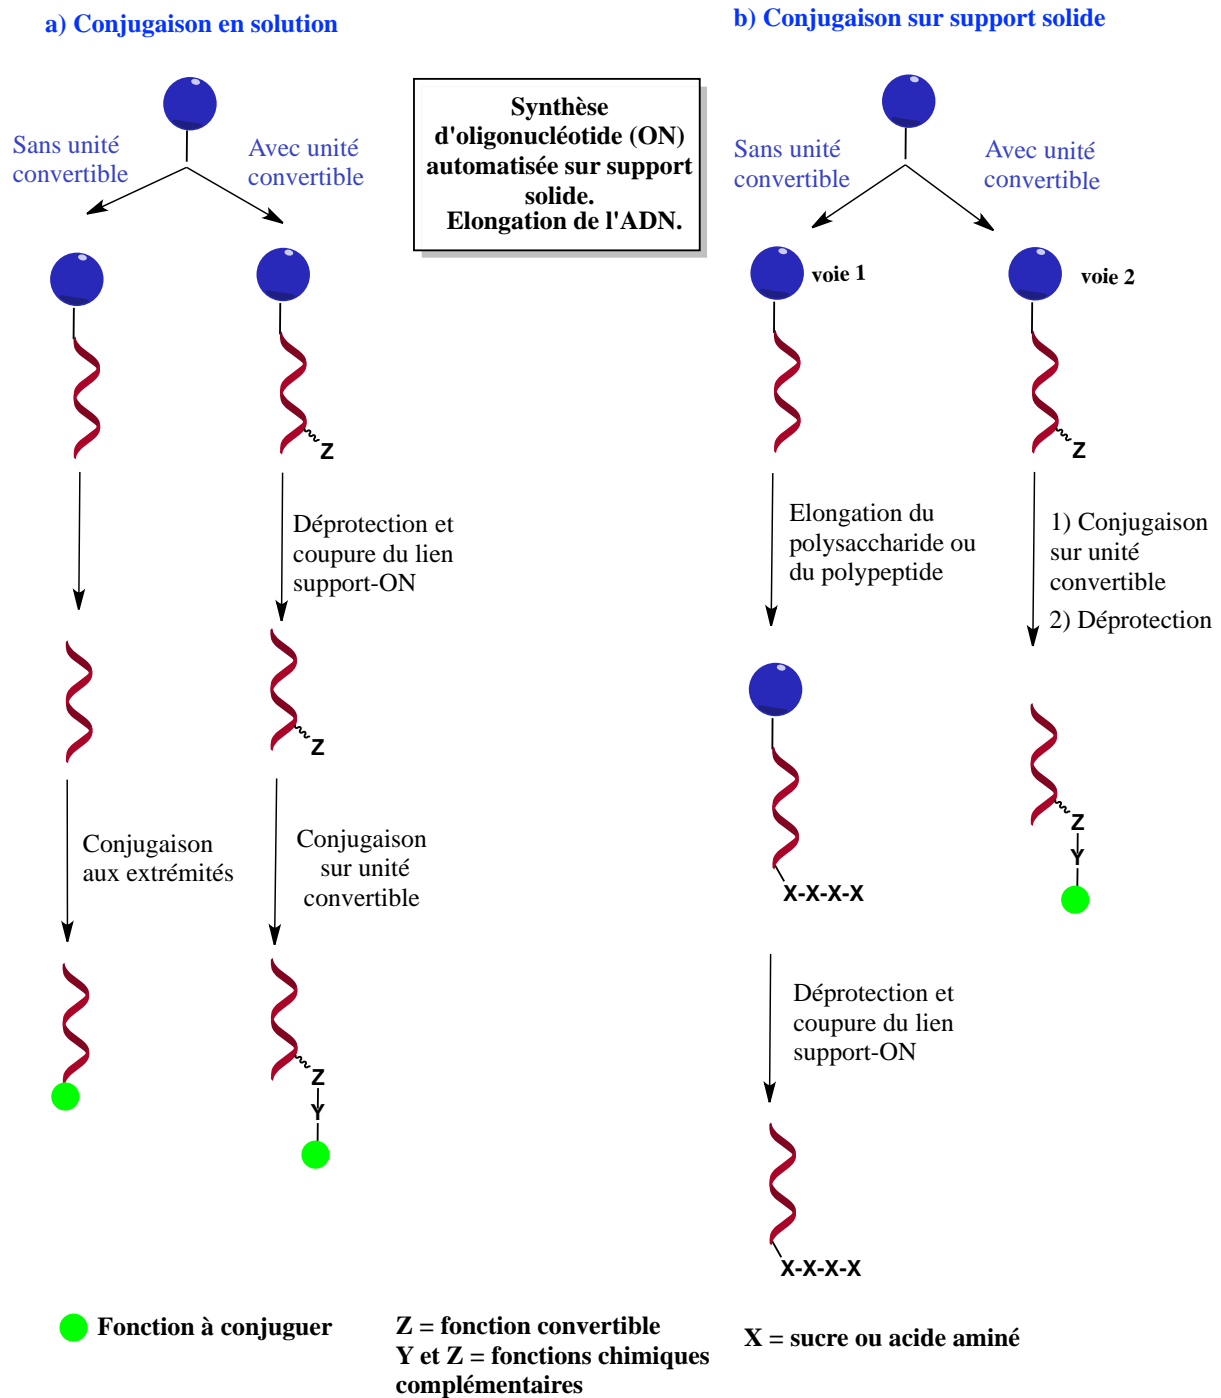 a) Conjugaison en solution
b) Conjugaison sur support solide
Synthèse
d'oligonucléotide (ON)
automatisée sur support
solide.
Elongation de l'ADN.
Sans unité
convertible
Avec unité
convertible
Z
Déprotection et
coupure du lien
support-ON
Z
Conjugaison
aux extrémités
Conjugaison
sur unité
convertible
Z
Y
Sans unité
convertible
Avec unité
convertible
voie 1
voie 2
Z
Elongation du
polysaccharide ou
du polypeptide
1) Conjugaison
sur unité
convertible
2) Déprotection
X-X-X-X
Z
Y
Déprotection et
coupure du lien
support-ON
X-X-X-X
Fonction à conjuguer
Z = fonction convertible
Y et Z = fonctions chimiques
complémentaires
X = sucre ou acide aminé